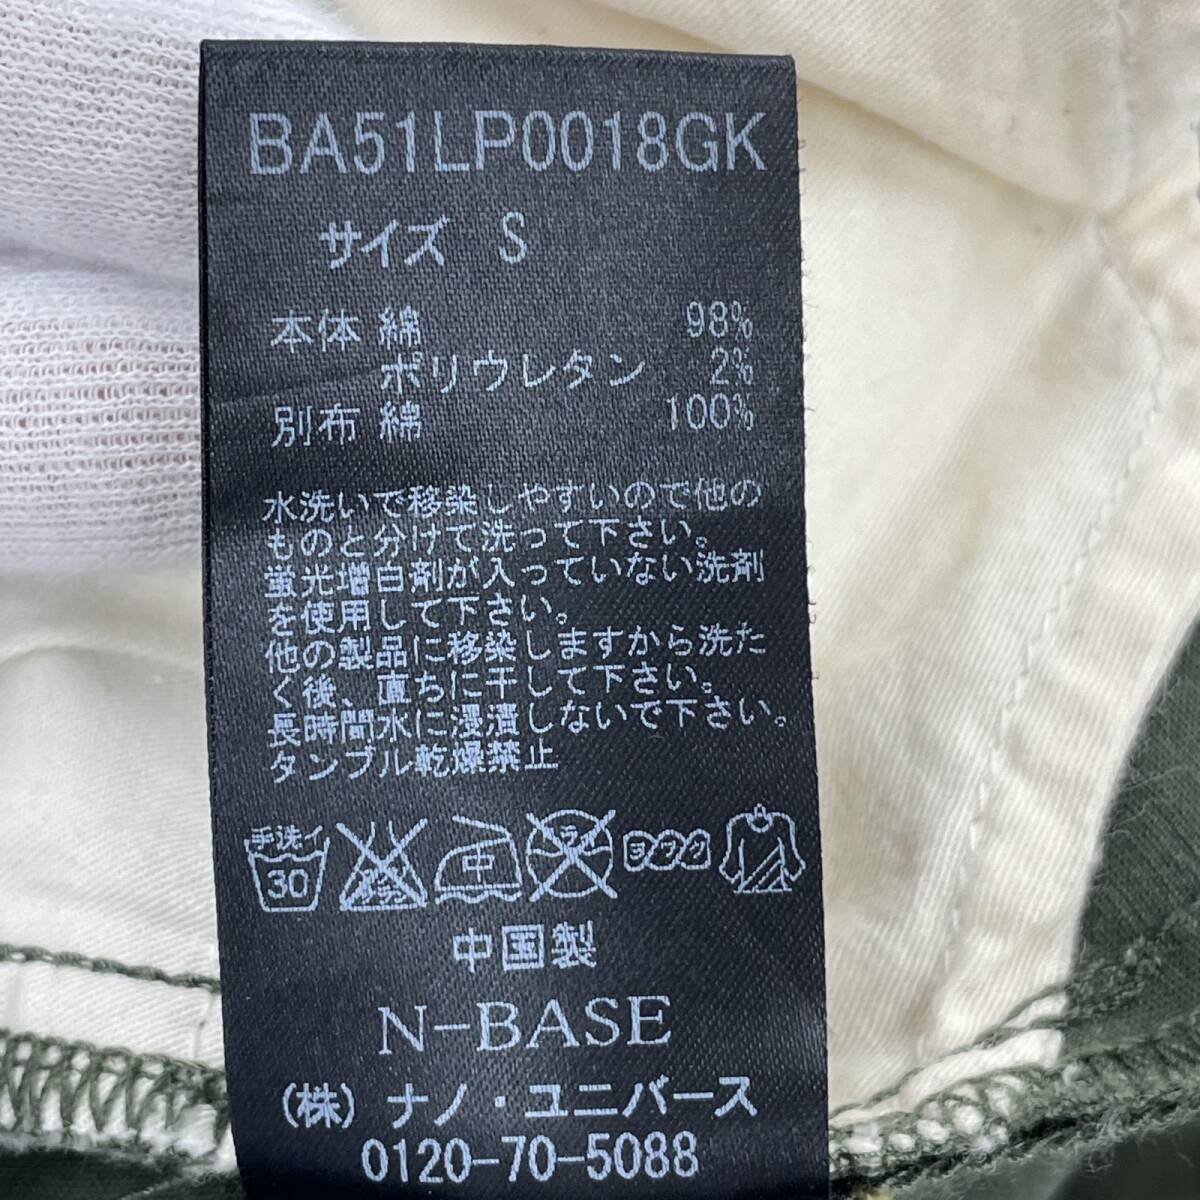 BA51LP0018GK
サイズ S
本体 綿 98%
ポリウレタン 2%
別布 綿 100%
水洗いで移染しやすいので他の
ものと分けて洗って下さい。
蛍光増白剤が入っていない洗剤
を使用して下さい。
他の製品に移染しますから洗た
く後、直ちに干して下さい。
長時間水に浸漬しないで下さい。
タンブル乾燥禁止
手洗イ
30
中
ドライ
ヨワク
中国製
N-BASE
(株) ナノ・ユニバース
0120-70-5088